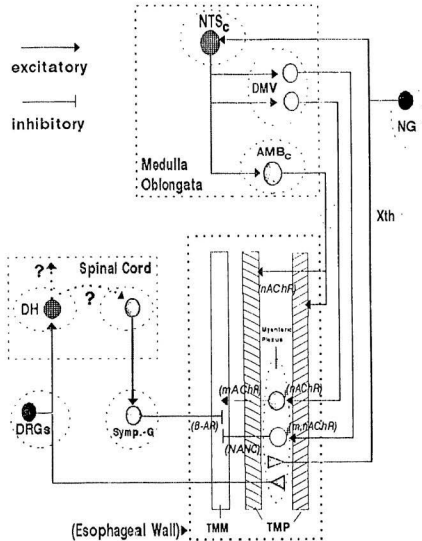 NTSc
excitatory
inhibitory
DMV
NG
AMBc
Medulla
Oblongata
Xth
?
Spinal Cord
?
DH
(nAChR)
Myenteric
Plexus
(mAChR)
(nAChR)
DRGs
Symp.-G
(β-AR)
(m,nAChR)
(NANC)
(Esophageal Wall)
TMM
TMP